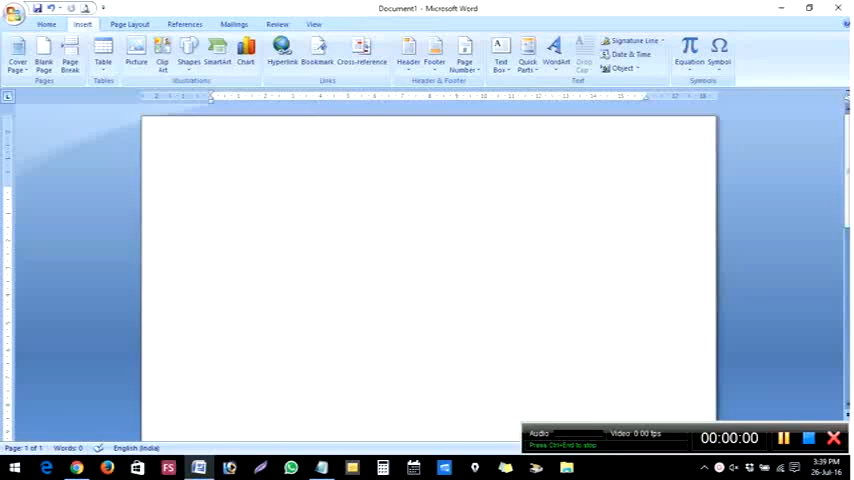 Document1 - Microsoft Word
Home Insert Page Layout References Mailings Review View
Cover Page Blank Page Page Break Table Picture Clip Art Shapes SmartArt Chart Hyperlink Bookmark Cross-reference Header Footer Page Number Text Box Quick Parts WordArt Drop Cap Signature Line Date & Time Object Equation Symbol
Pages Tables Illustrations Links Header & Footer Text Symbols
Page: 1 of 1 Words: 0 English (India)
Audio Video: 0.00 fps
Press Ctrl+End to stop
00:00:00
FS
3:39 PM
26-Jul-16